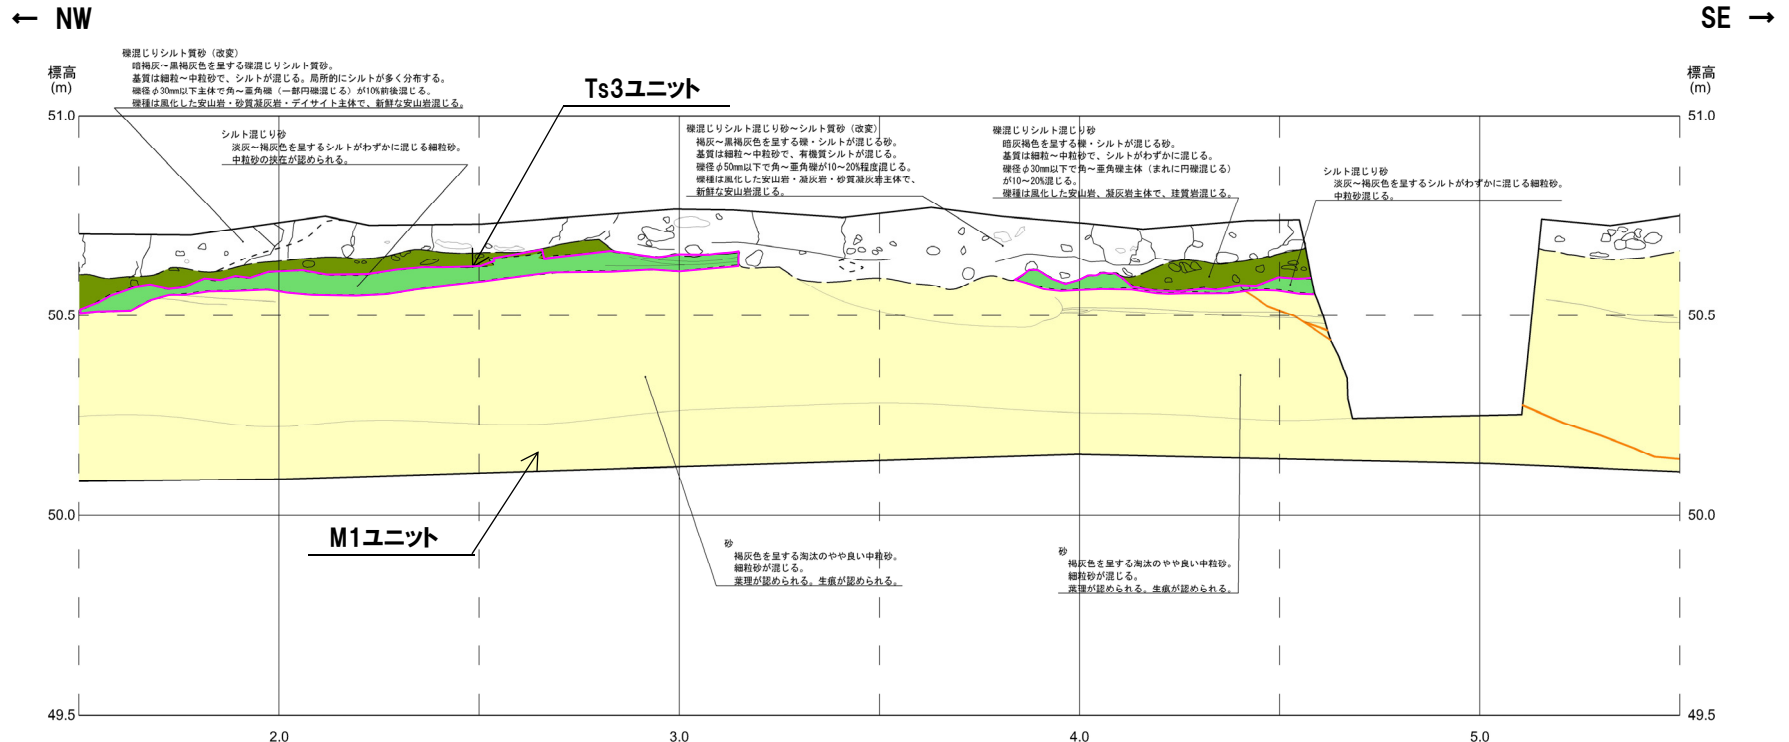 ← NW
SE →
標高
(m)
標高
(m)
礫混じりシルト質砂（改変）
暗褐灰～黒褐灰色を呈する礫混じりシルト質砂。
基質は細粒～中粒砂で、シルトが混じる。局所的にシルトが多く分布する。
礫径φ30mm以下主体で角～亜角礫（一部円礫混じる）が10%前後混じる。
礫種は風化した安山岩・砂質凝灰岩・デイサイト主体で、新鮮な安山岩混じる。
シルト混じり砂
淡灰～褐灰色を呈するシルトがわずかに混じる細粒砂。
中粒砂の挟在が認められる。
Ts3ユニット
礫混じりシルト混じり砂～シルト質砂（改変）
褐灰～黒褐灰色を呈する礫・シルトが混じる砂。
基質は細粒～中粒砂で、有機質シルトが混じる。
礫径φ50mm以下で角～亜角礫が10～20%程度混じる。
礫種は風化した安山岩・凝灰岩・砂質凝灰岩主体で、
新鮮な安山岩混じる。
礫混じりシルト混じり砂
暗灰褐色を呈する礫・シルトが混じる砂。
基質は細粒～中粒砂で、シルトがわずかに混じる。
礫径φ30mm以下で角～亜角礫主体（まれに円礫混じる）
が10～20%混じる。
礫種は風化した安山岩、凝灰岩主体で、珪質岩混じる。
シルト混じり砂
淡灰～褐灰色を呈するシルトがわずかに混じる細粒砂。
中粒砂混じる。
51.0
51.0
50.5
50.5
50.0
50.0
M1ユニット
砂
褐灰色を呈する淘汰のやや良い中粒砂。
細粒砂が混じる。
葉理が認められる。生痕が認められる。
砂
褐灰色を呈する淘汰のやや良い中粒砂。
細粒砂が混じる。
葉理が認められる。生痕が認められる。
49.5
49.5
2.0
3.0
4.0
5.0